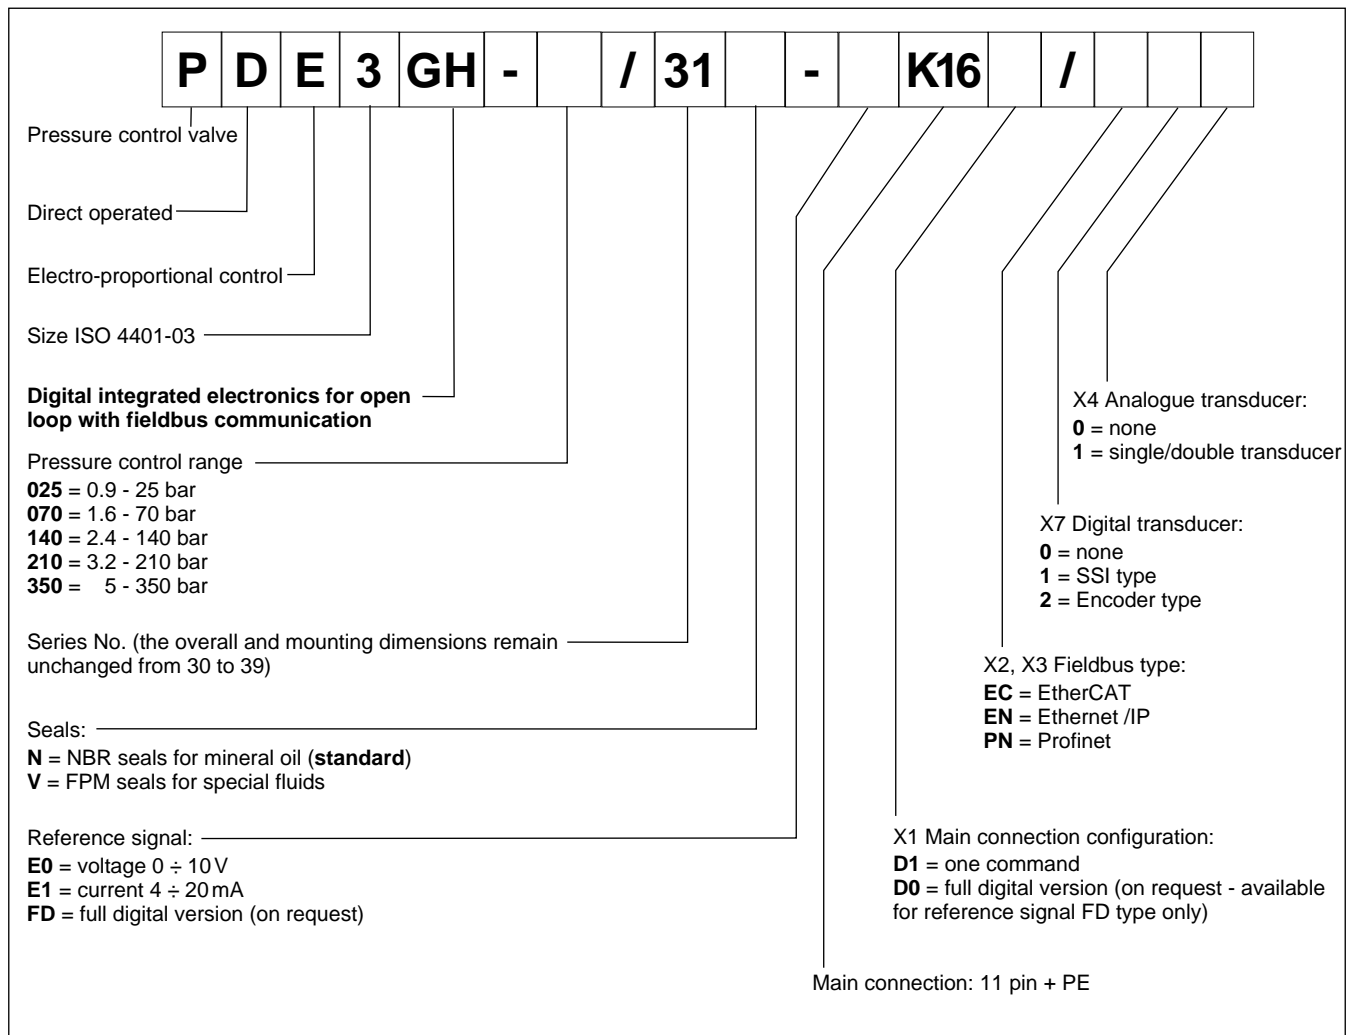 P D E 3 GH - / 31 - K16 /
Pressure control valve
Direct operated
Electro-proportional control
Size ISO 4401-03
Digital integrated electronics for open
loop with fieldbus communication
Pressure control range
025 = 0.9 - 25 bar
070 = 1.6 - 70 bar
140 = 2.4 - 140 bar
210 = 3.2 - 210 bar
350 = 5 - 350 bar
Series No. (the overall and mounting dimensions remain
unchanged from 30 to 39)
Seals:
N = NBR seals for mineral oil (standard)
V = FPM seals for special fluids
Reference signal:
E0 = voltage 0 ÷ 10 V
E1 = current 4 ÷ 20 mA
FD = full digital version (on request)
X4 Analogue transducer:
0 = none
1 = single/double transducer
X7 Digital transducer:
0 = none
1 = SSI type
2 = Encoder type
X2, X3 Fieldbus type:
EC = EtherCAT
EN = Ethernet /IP
PN = Profinet
X1 Main connection configuration:
D1 = one command
D0 = full digital version (on request - available
for reference signal FD type only)
Main connection: 11 pin + PE